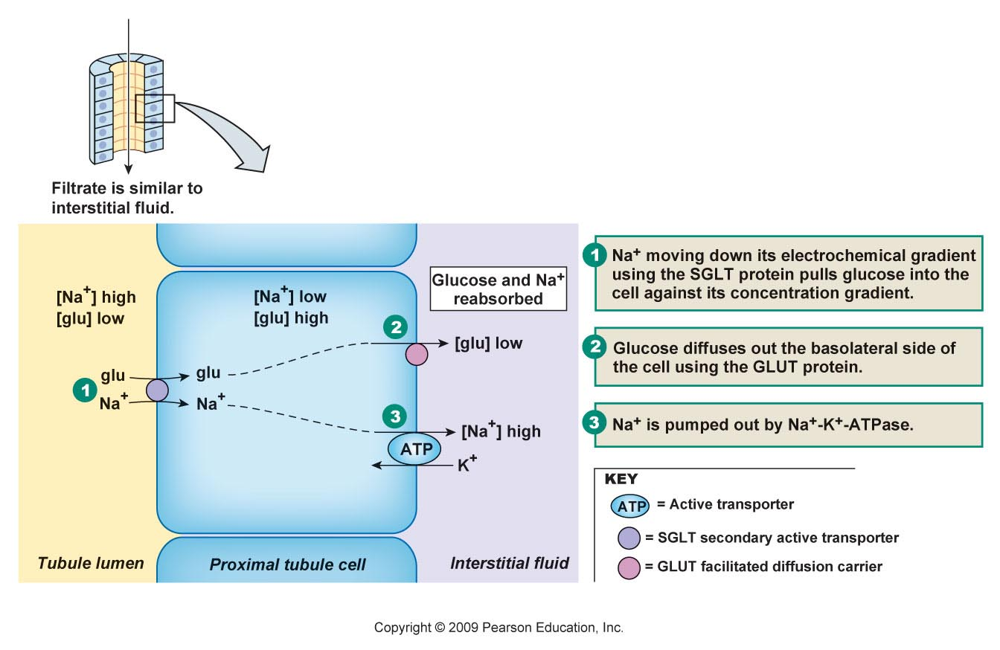 Filtrate is similar to
interstitial fluid.
[Na+] high
[glu] low
[Na+] low
[glu] high
Glucose and Na+
reabsorbed
2
[glu] low
glu
glu
1
Na+
Na+
3
[Na+] high
ATP
K+
Tubule lumen
Proximal tubule cell
Interstitial fluid
1
Na+ moving down its electrochemical gradient
using the SGLT protein pulls glucose into the
cell against its concentration gradient.
2
Glucose diffuses out the basolateral side of
the cell using the GLUT protein.
3
Na+ is pumped out by Na+-K+-ATPase.
KEY
ATP = Active transporter
= SGLT secondary active transporter
= GLUT facilitated diffusion carrier
Copyright © 2009 Pearson Education, Inc.